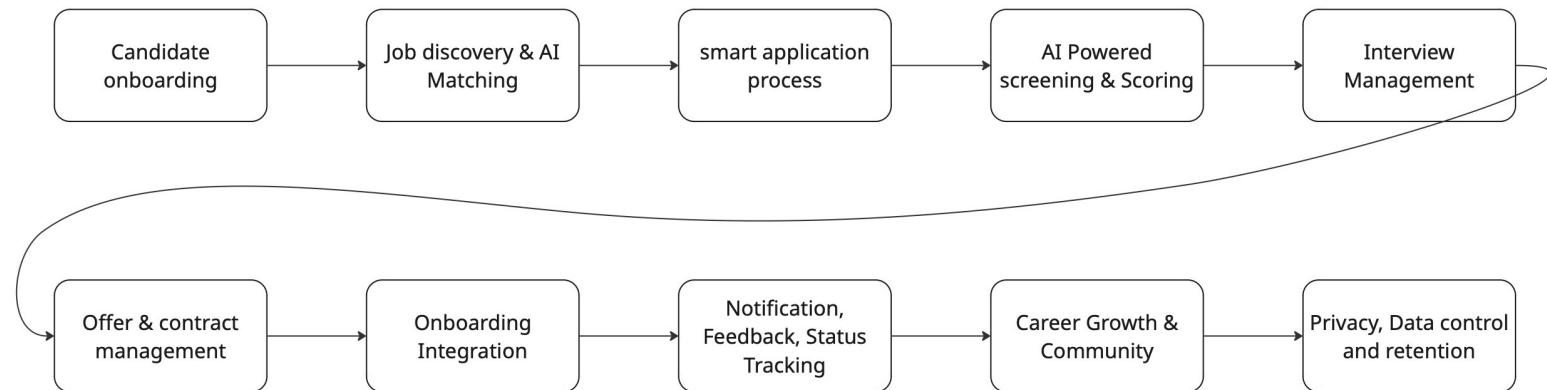 Candidate
onboarding
Job discovery & AI
Matching
smart application
process
AI Powered
screening & Scoring
Interview
Management
Offer & contract
management
Onboarding
Integration
Notification,
Feedback, Status
Tracking
Career Growth &
Community
Privacy, Data control
and retention